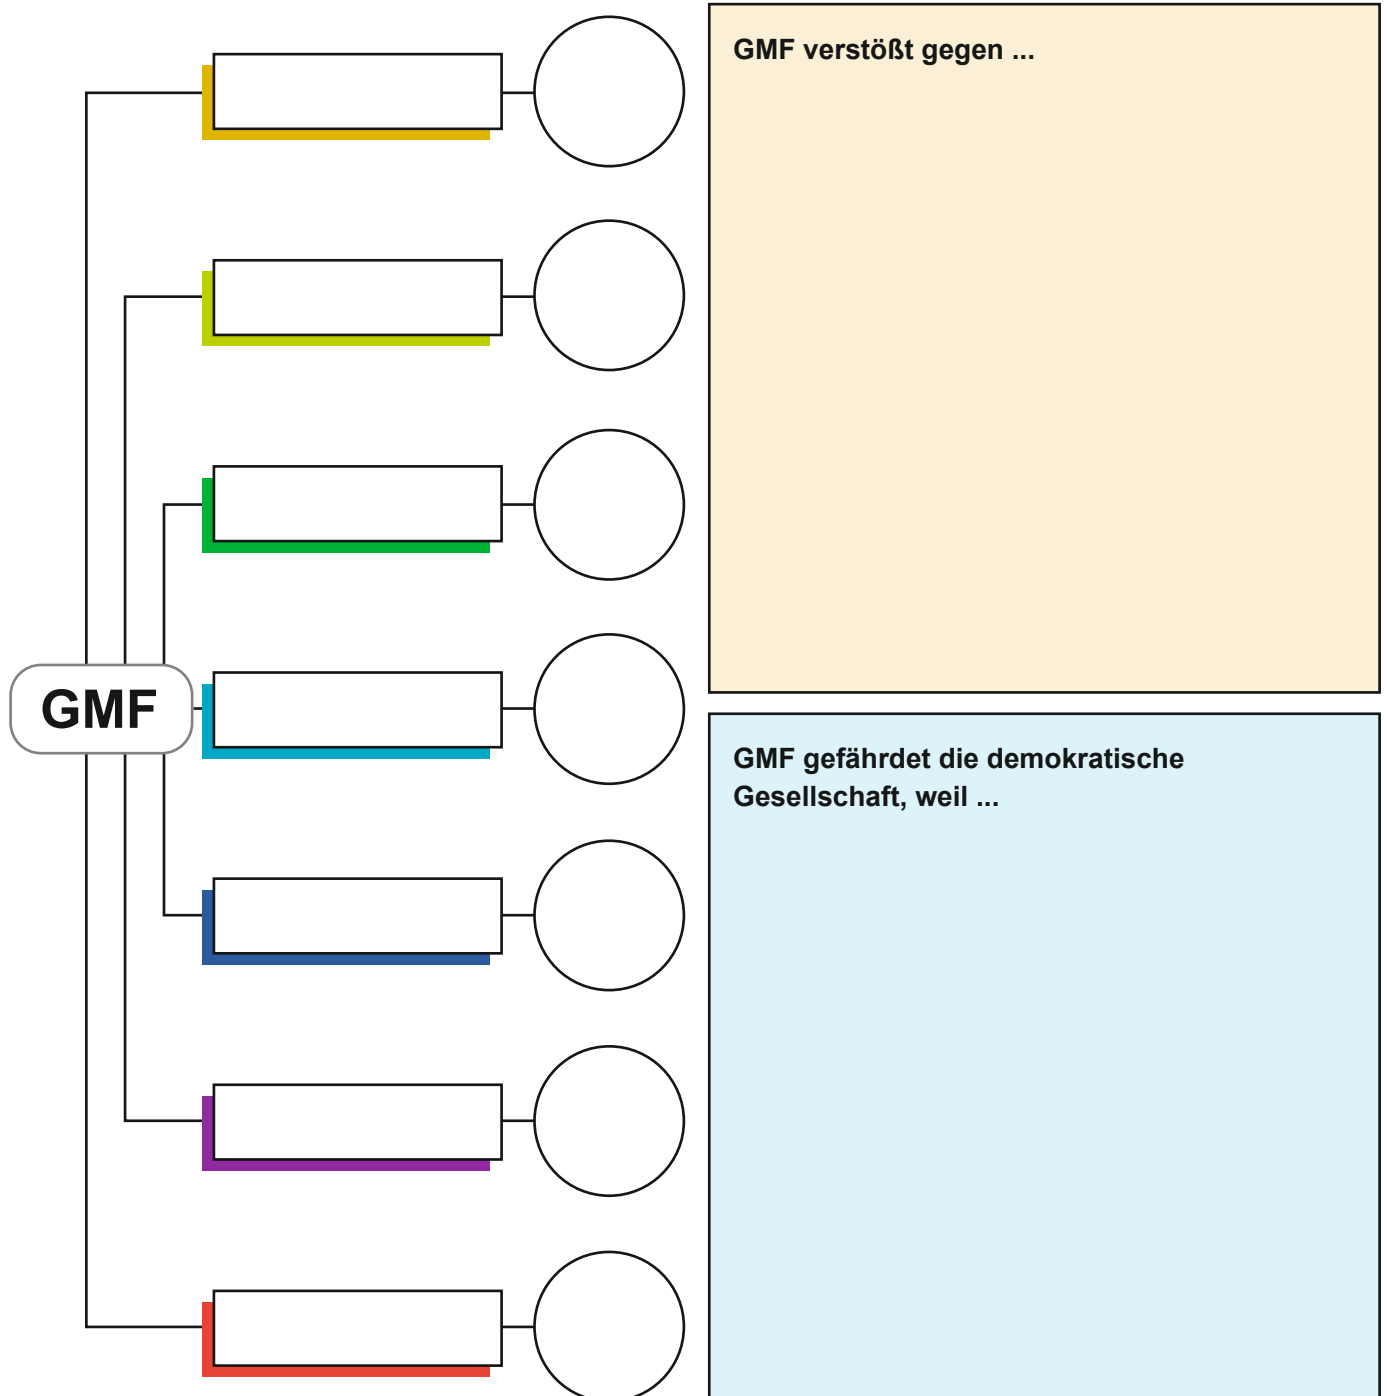 GMF verstößt gegen ...
GMF
GMF gefährdet die demokratische
Gesellschaft, weil ...